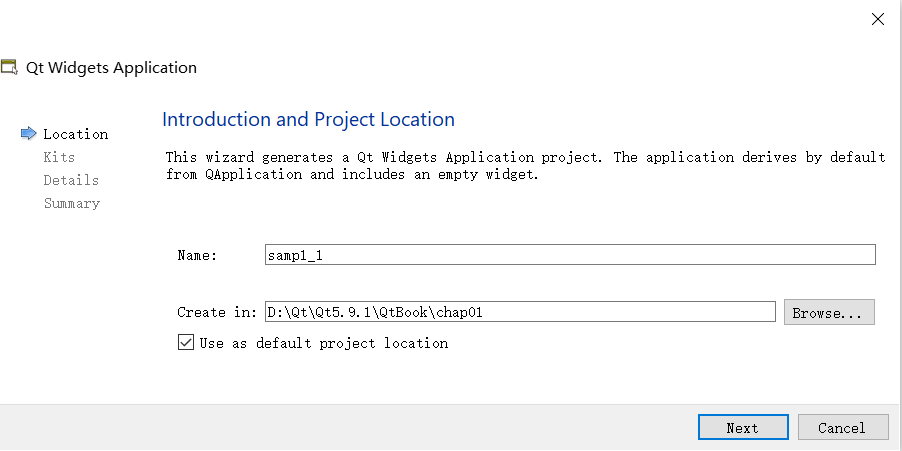 Qt Widgets Application
Location
Kits
Details
Summary
Introduction and Project Location
This wizard generates a Qt Widgets Application project. The application derives by default
from QApplication and includes an empty widget.
Name: samp1_1
Create in: D:\Qt\Qt5.9.1\QtBook\chap01 Browse...
Use as default project location
Next Cancel